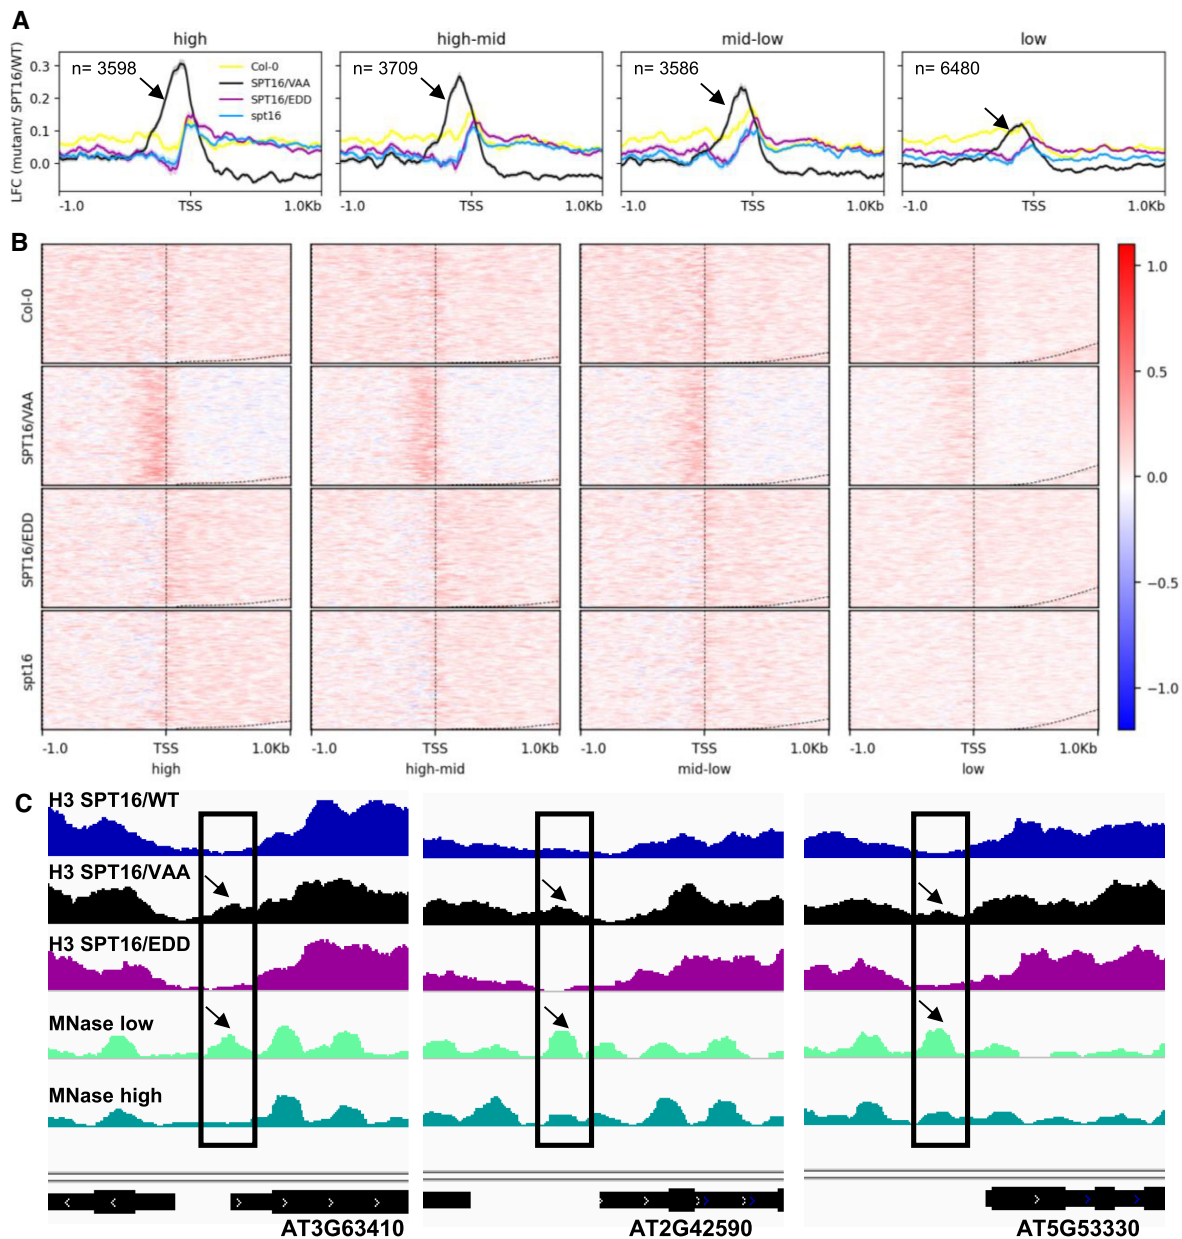 A
high
high-mid
mid-low
low
LFC (mutant/ SPT16/WT)
0.3
0.2
0.1
0.0
n= 3598
Col-0
SPT16/VAA
SPT16/EDD
spt16
n= 3709
n= 3586
n= 6480
-1.0 TSS 1.0Kb
-1.0 TSS 1.0Kb
-1.0 TSS 1.0Kb
-1.0 TSS 1.0Kb
B
Col-0
SPT16/VAA
SPT16/EDD
spt16
1.0
0.5
0.0
−0.5
−1.0
-1.0 TSS 1.0Kb
high
-1.0 TSS 1.0Kb
high-mid
-1.0 TSS 1.0Kb
mid-low
-1.0 TSS 1.0Kb
low
C
H3 SPT16/WT
H3 SPT16/VAA
H3 SPT16/EDD
MNase low
MNase high
AT3G63410
AT2G42590
AT5G53330